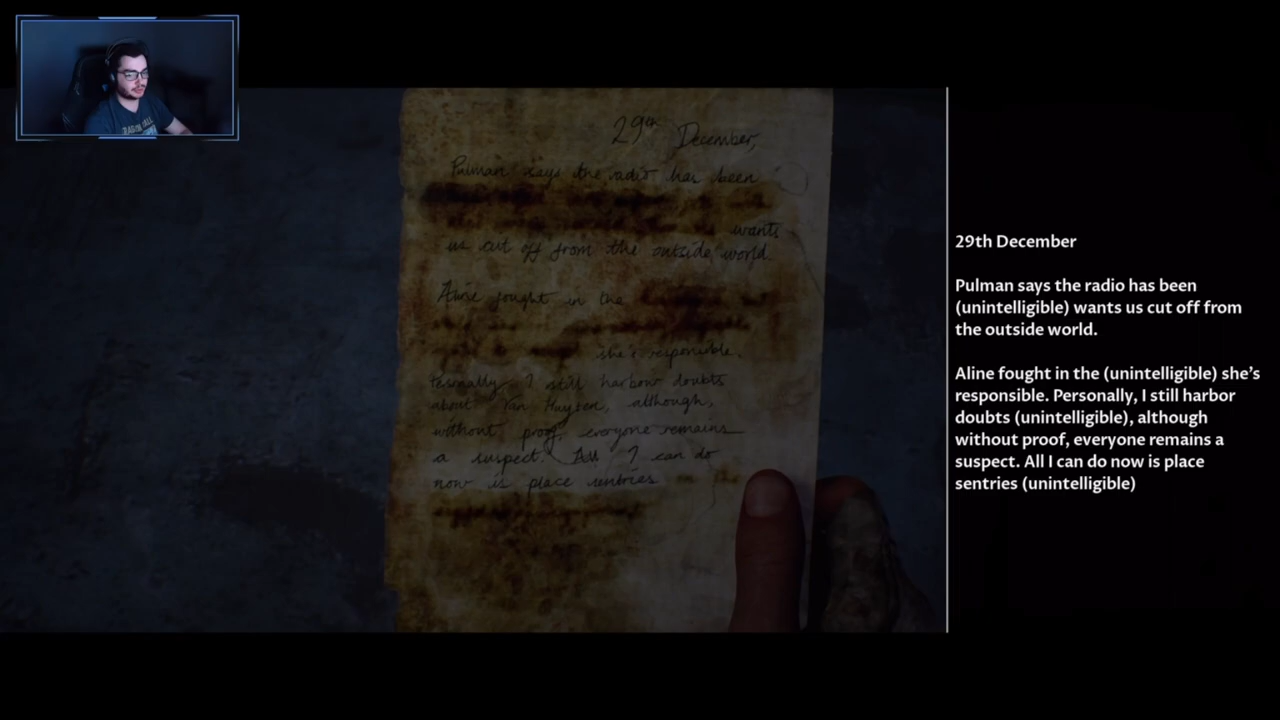 29th December,
Pulman says the radio has been
wants
us cut off from the outside world.
Aline fought in the
she's responsible.
Personally, I still harbour doubts
about Van Huysen, although,
without proof, everyone remains
a suspect. All I can do
now is place sentries
29th December
Pulman says the radio has been
(unintelligible) wants us cut off from
the outside world.
Aline fought in the (unintelligible) she's
responsible. Personally, I still harbor
doubts (unintelligible), although
without proof, everyone remains a
suspect. All I can do now is place
sentries (unintelligible)